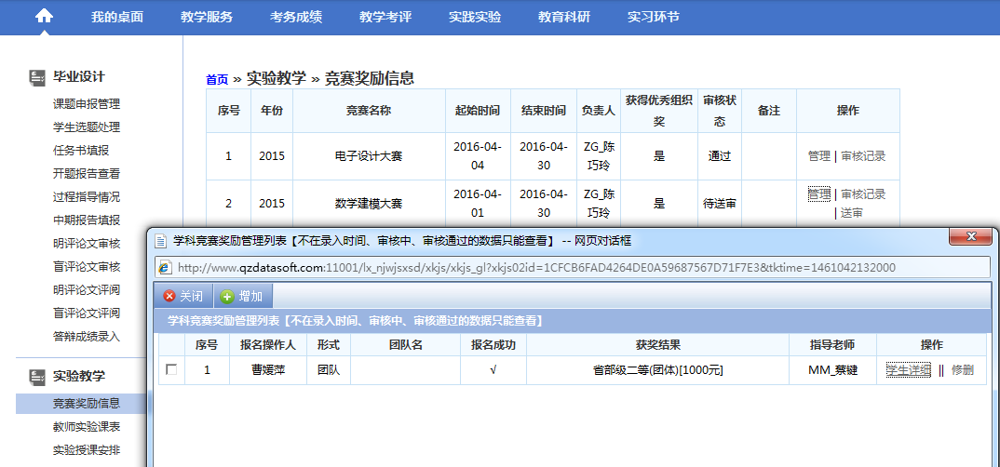 我的桌面 教学服务 考务成绩 教学考评 实践实验 教育科研 实习环节
毕业设计
课题申报管理
学生选题处理
任务书填报
开题报告查看
过程指导情况
中期报告填报
明评论文审核
盲评论文审核
明评论文评阅
盲评论文评阅
答辩成绩录入
实验教学
竞赛奖励信息
教师实验课表
实验授课安排
首页 » 实验教学 » 竞赛奖励信息
序号 年份 竞赛名称 起始时间 结束时间 负责人 获得优秀组织奖 审核状态 备注 操作
1 2015 电子设计大赛 2016-04-04 2016-04-30 ZG_陈巧玲 是 通过 管理 | 审核记录
2 2015 数学建模大赛 2016-04-01 2016-04-30 ZG_陈巧玲 是 待送审 管理 | 审核记录 | 送审
学科竞赛奖励管理列表【不在录入时间、审核中、审核通过的数据只能查看】 -- 网页对话框
http://www.qzdatasoft.com:11001/lx_njwjsxsd/xkjs/xkjs_gl?xkjs02id=1CFCB6FAD4264DE0A59687567D71F7E3&tktime=1461042132000
关闭 增加
学科竞赛奖励管理列表【不在录入时间、审核中、审核通过的数据只能查看】
序号 报名操作人 形式 团队名 报名成功 获奖结果 指导老师 操作
1 曹媛萍 团队 √ 省部级二等(团体)[1000元] MM_蔡键 学生详细 || 修删